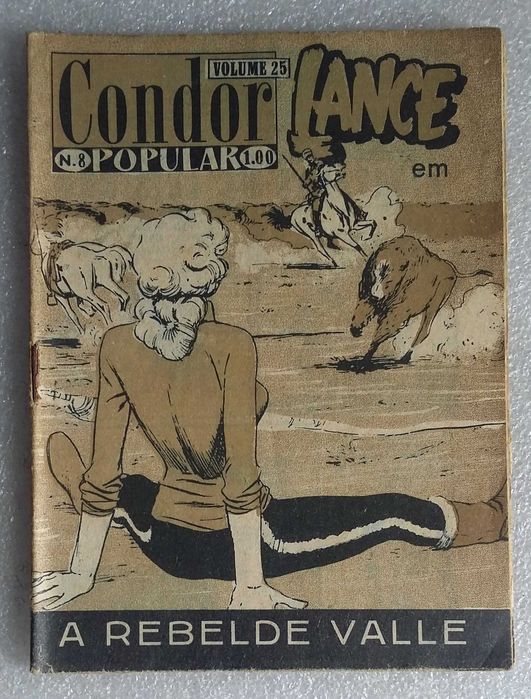 VOLUME 25
Condor
N.8 POPULAR 1.00
LANCE
em
A REBELDE VALLE